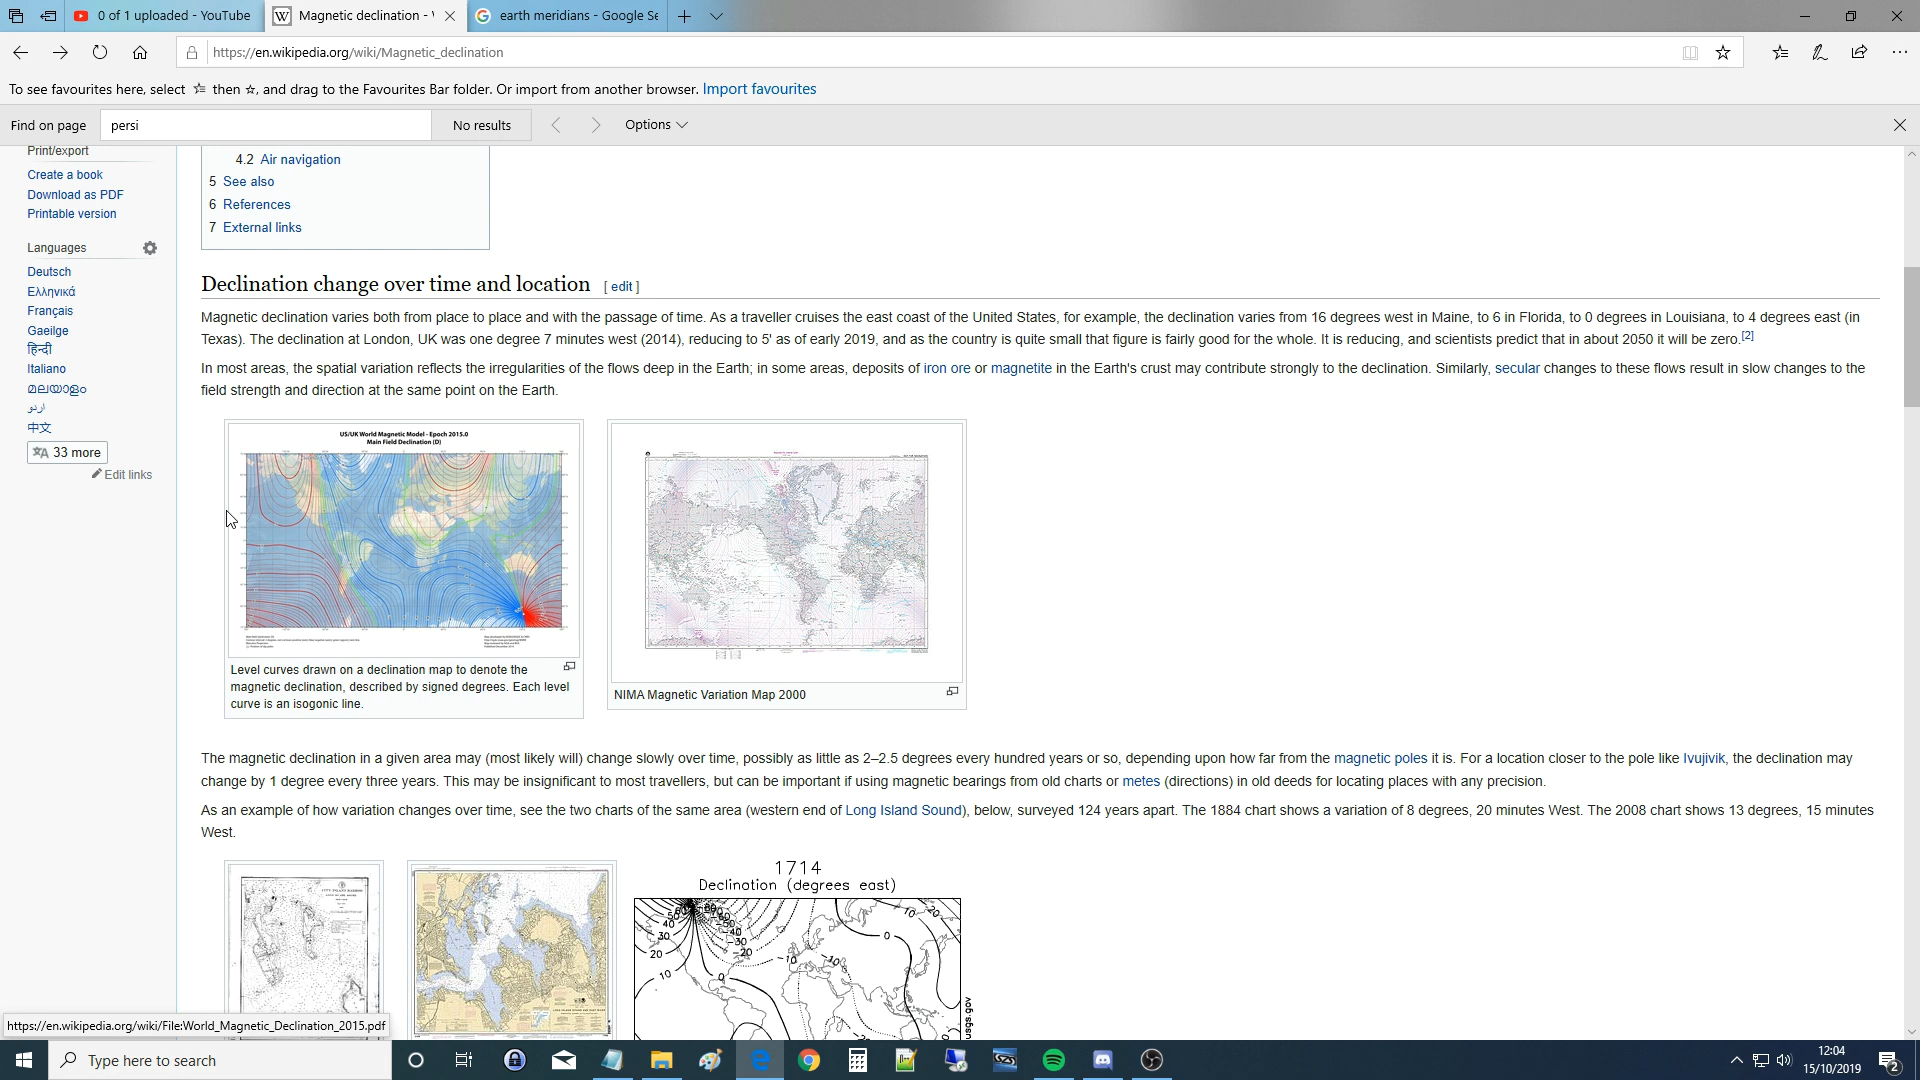 0 of 1 uploaded - YouTube
Magnetic declination -
earth meridians - Google Se
https://en.wikipedia.org/wiki/Magnetic_declination
To see favourites here, select ☆ then ☆, and drag to the Favourites Bar folder. Or import from another browser. Import favourites
Find on page persi No results Options
Print/export
Create a book
Download as PDF
Printable version
Languages
Deutsch
Ελληνικά
Français
Gaeilge
हिन्दी
Italiano
മലയാളം
اردو
中文
33 more
Edit links
4.2 Air navigation
5 See also
6 References
7 External links
Declination change over time and location [ edit ]
Magnetic declination varies both from place to place and with the passage of time. As a traveller cruises the east coast of the United States, for example, the declination varies from 16 degrees west in Maine, to 6 in Florida, to 0 degrees in Louisiana, to 4 degrees east (in
Texas). The declination at London, UK was one degree 7 minutes west (2014), reducing to 5' as of early 2019, and as the country is quite small that figure is fairly good for the whole. It is reducing, and scientists predict that in about 2050 it will be zero.[2]
In most areas, the spatial variation reflects the irregularities of the flows deep in the Earth; in some areas, deposits of iron ore or magnetite in the Earth's crust may contribute strongly to the declination. Similarly, secular changes to these flows result in slow changes to the
field strength and direction at the same point on the Earth.
US/UK World Magnetic Model - Epoch 2015.0
Main Field Declination (D)
Level curves drawn on a declination map to denote the
magnetic declination, described by signed degrees. Each level
curve is an isogonic line.
NIMA Magnetic Variation Map 2000
The magnetic declination in a given area may (most likely will) change slowly over time, possibly as little as 2–2.5 degrees every hundred years or so, depending upon how far from the magnetic poles it is. For a location closer to the pole like Ivujivik, the declination may
change by 1 degree every three years. This may be insignificant to most travellers, but can be important if using magnetic bearings from old charts or metes (directions) in old deeds for locating places with any precision.
As an example of how variation changes over time, see the two charts of the same area (western end of Long Island Sound), below, surveyed 124 years apart. The 1884 chart shows a variation of 8 degrees, 20 minutes West. The 2008 chart shows 13 degrees, 15 minutes
West.
1714
Declination (degrees east)
50
40
30
20
10
0
-40
-30
-20
-10
-10
0
-10
-20
usgs.gov
https://en.wikipedia.org/wiki/File:World_Magnetic_Declination_2015.pdf
Type here to search
12:04
15/10/2019
2